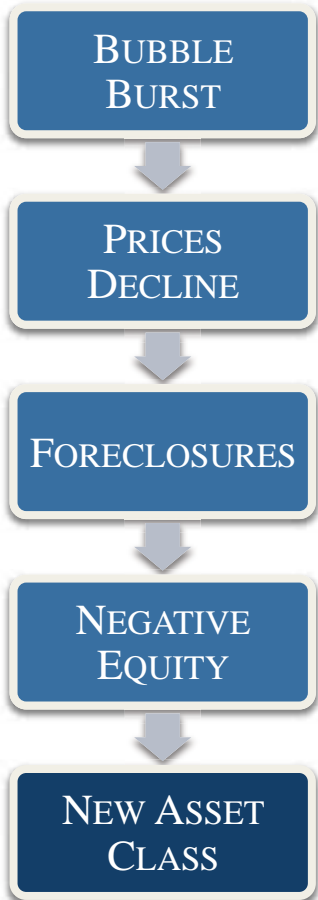 BUBBLE
BURST
PRICES
DECLINE
FORECLOSURES
NEGATIVE
EQUITY
NEW ASSET
CLASS